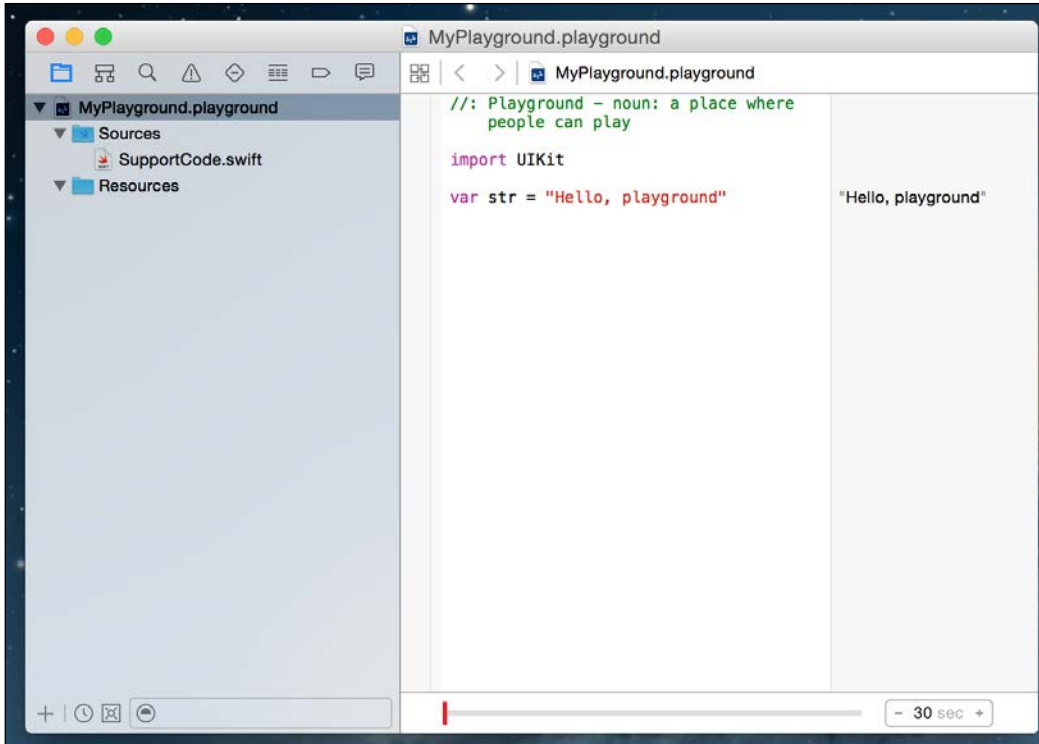 MyPlayground.playground
MyPlayground.playground
MyPlayground.playground
Sources
SupportCode.swift
Resources
//: Playground – noun: a place where
people can play
import UIKit
var str = "Hello, playground"
"Hello, playground"
- 30 sec +